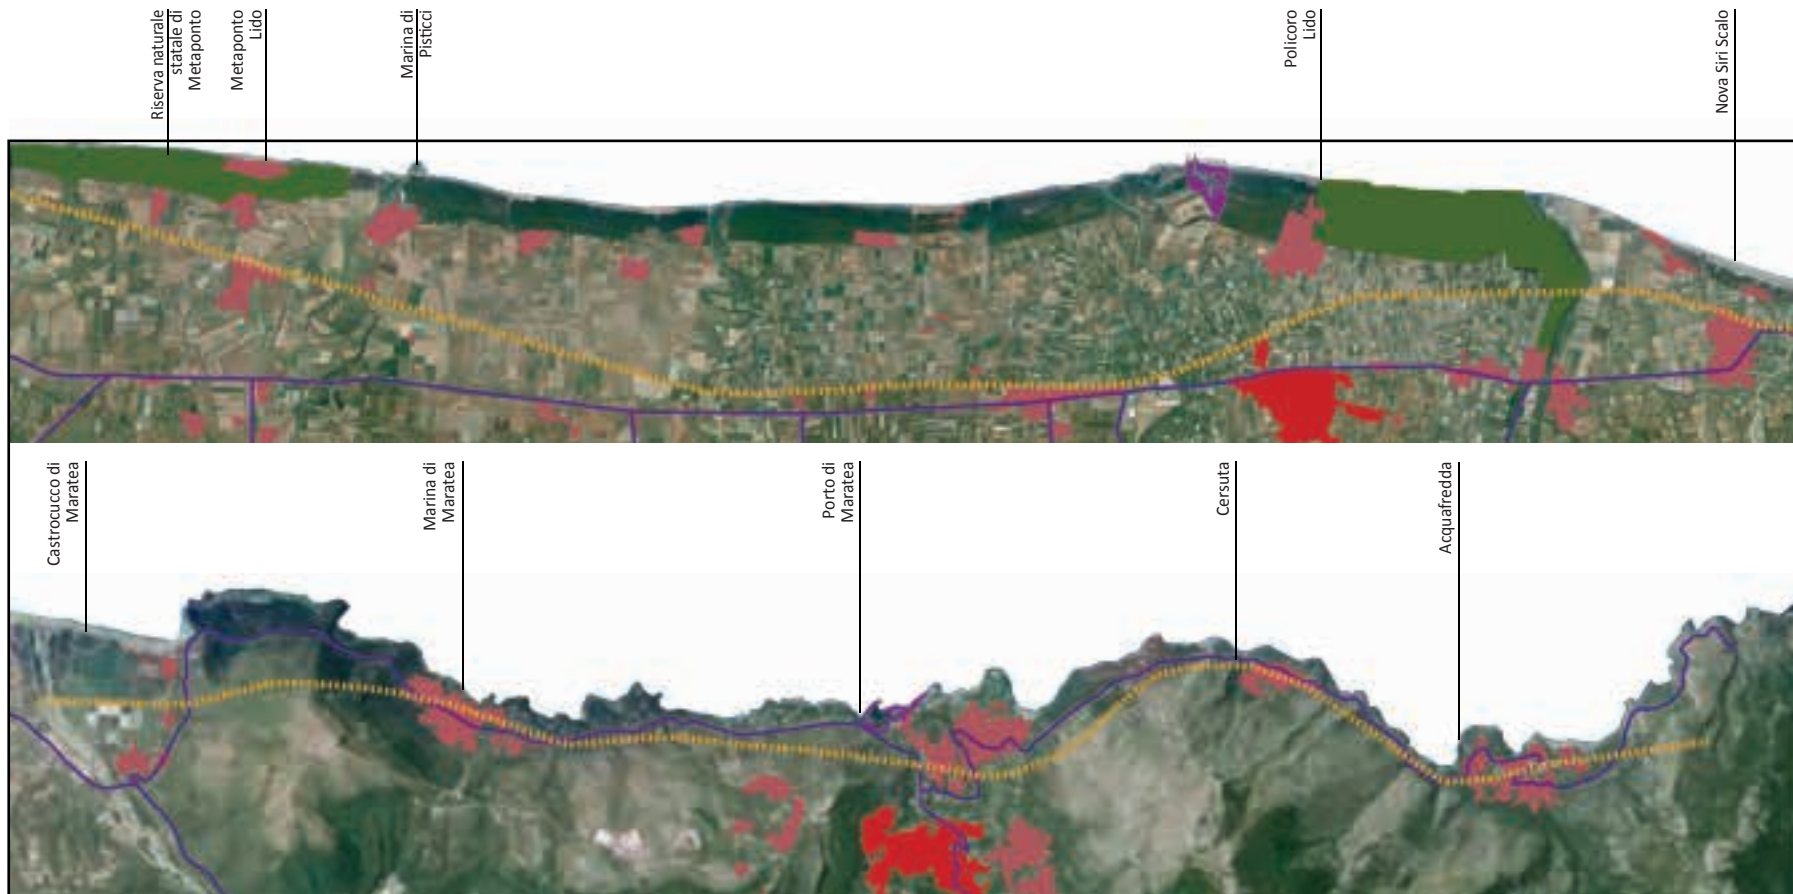 Riserva naturale
statale di
Metaponto
Metaponto
Lido
Marina di
Pisticci
Policoro
Lido
Nova Siri Scalo
Castrocucco di
Maratea
Marina di
Maratea
Porto di
Maratea
Cersuta
Acquafredda